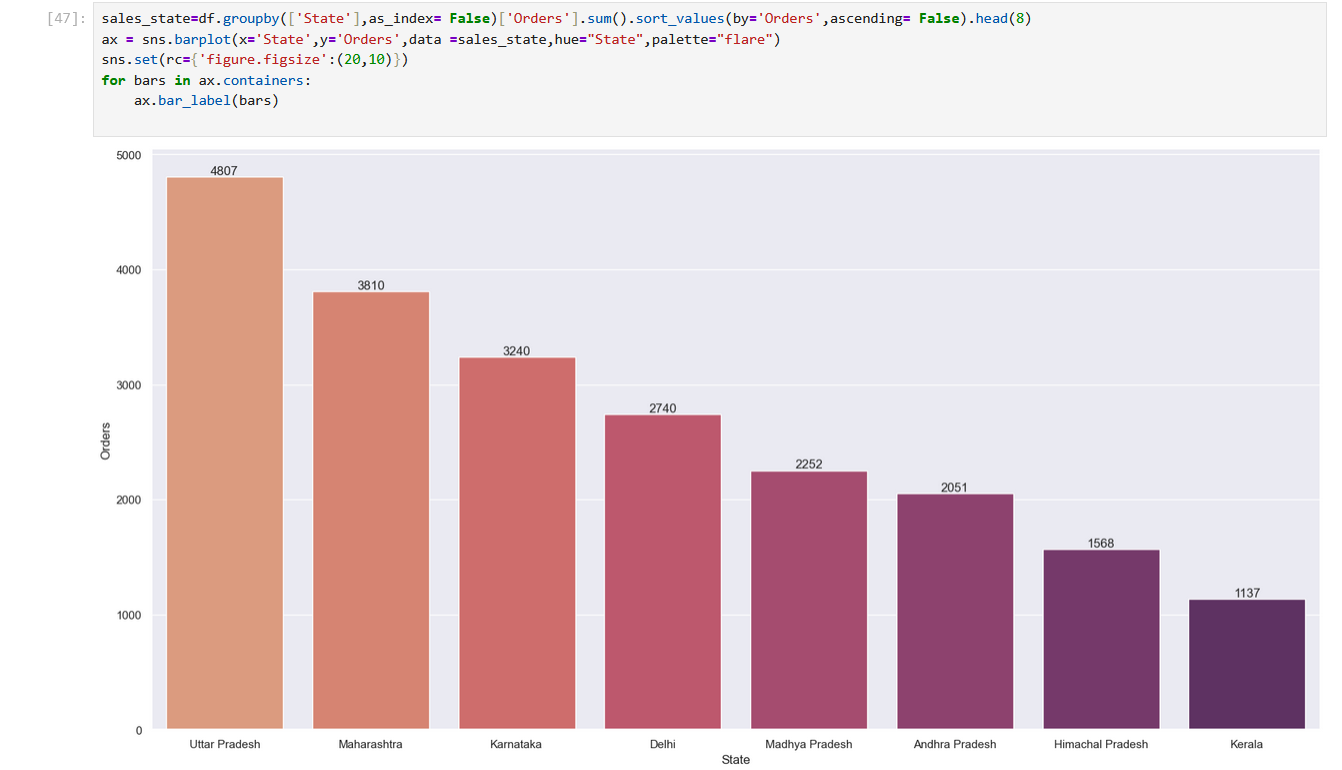 [47]: sales_state=df.groupby(['State'],as_index= False)['Orders'].sum().sort_values(by='Orders',ascending= False).head(8)
ax = sns.barplot(x='State',y='Orders',data =sales_state,hue="State",palette="flare")
sns.set(rc={'figure.figsize':(20,10)})
for bars in ax.containers:
    ax.bar_label(bars)
5000
4807
4000
3810
3240
3000
2740
2252
2051
2000
1568
1137
1000
0
Orders
Uttar Pradesh Maharashtra Karnataka Delhi Madhya Pradesh Andhra Pradesh Himachal Pradesh Kerala
State